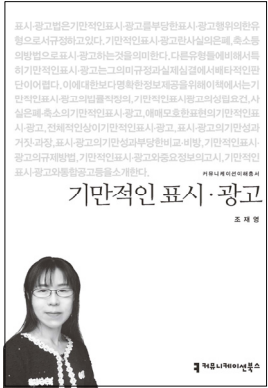 표시·광고법은기만적인표시·광고를부당한표시·광고행위의한유
형으로서규정하고있다. 기만적인표시·광고란사실의은폐, 축소등
의방법으로표시·광고하는것을의미한다. 다른유형들에비해서특
히기만적인표시·광고는그의미규정과실제심결에서배타적인판
단이어렵다. 이에대한보다명확한정보제공을위해이책에서는기
만적인표시·광고의법률적장의, 기만적인표시광고의성립요건, 사
실은폐·축소의기만적인표시·광고, 애매모호한표현의기만적인표
시·광고, 전체적인상이기만적인표시·광고, 표시·광고의기만성과
거짓·과장, 표시·광고의기만성과부당한비교·비방, 기만적인표시·
광고의규제방법, 기만적인표시·광고와중요정보의고시, 기만적인
표시·광고와통합공고등을소개한다.
커뮤니케이션이해총서
기만적인 표시·광고
조재영
커뮤니케이션북스